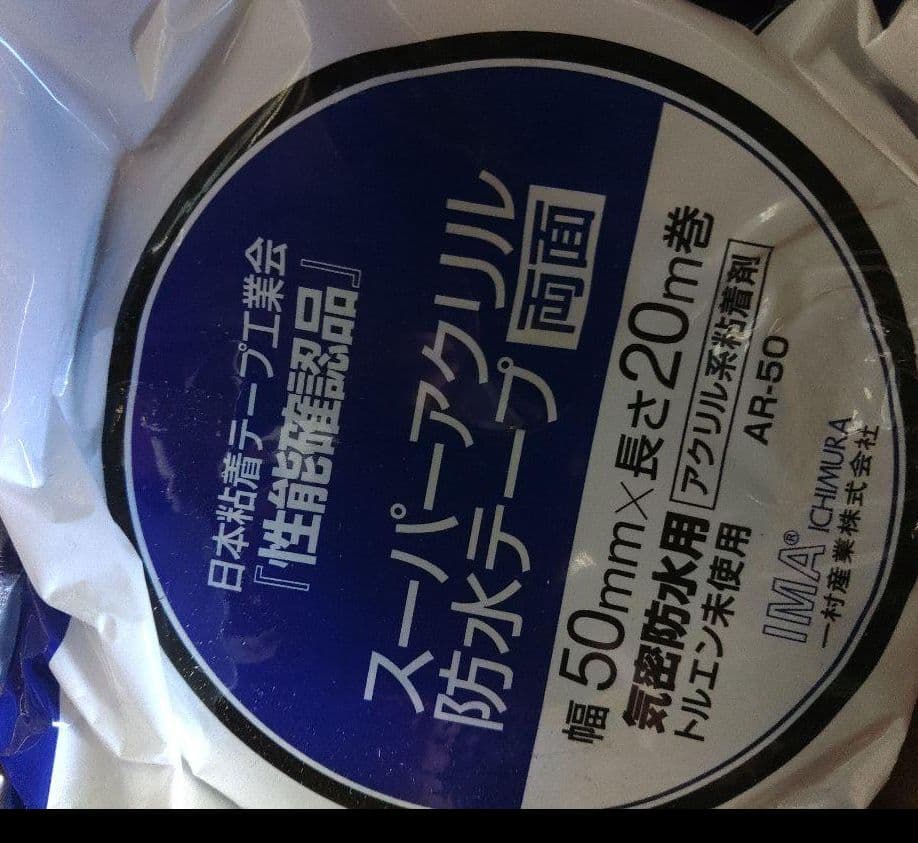 日本粘着テープ工業会
『性能確認品』
スーパーアクリル
防水テープ 両面
幅50mm×長さ20m巻
気密防水用 アクリル系粘着剤
トルエン未使用 AR-50
IMA® ICHIMURA
一村産業株式会社